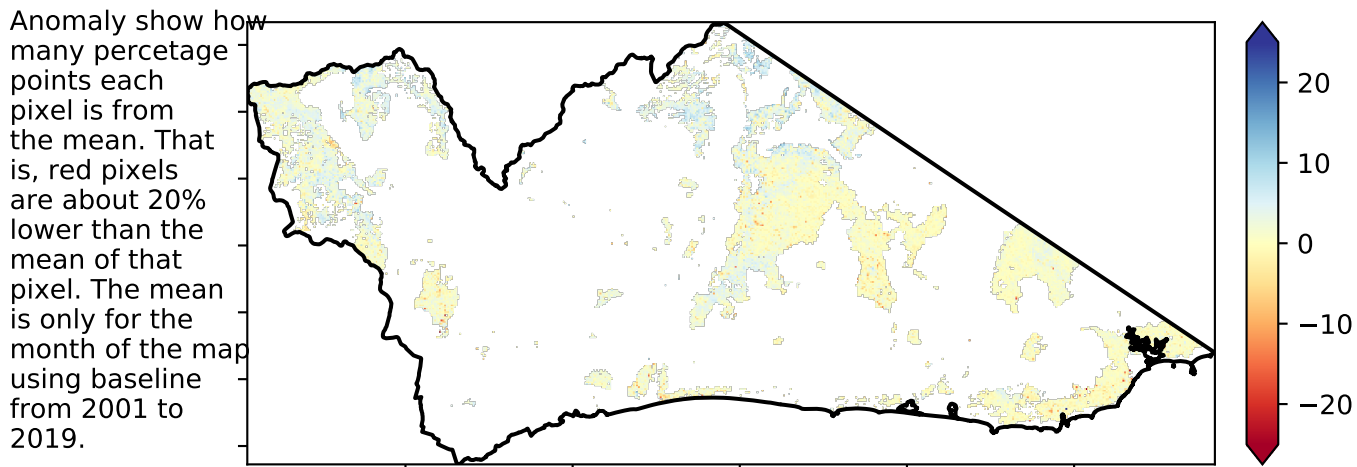 Anomaly show how
many percetage
points each
pixel is from
the mean. That
is, red pixels
are about 20%
lower than the
mean of that
pixel. The mean
is only for the
month of the map
using baseline
from 2001 to
2019.
20
10
0
−10
−20